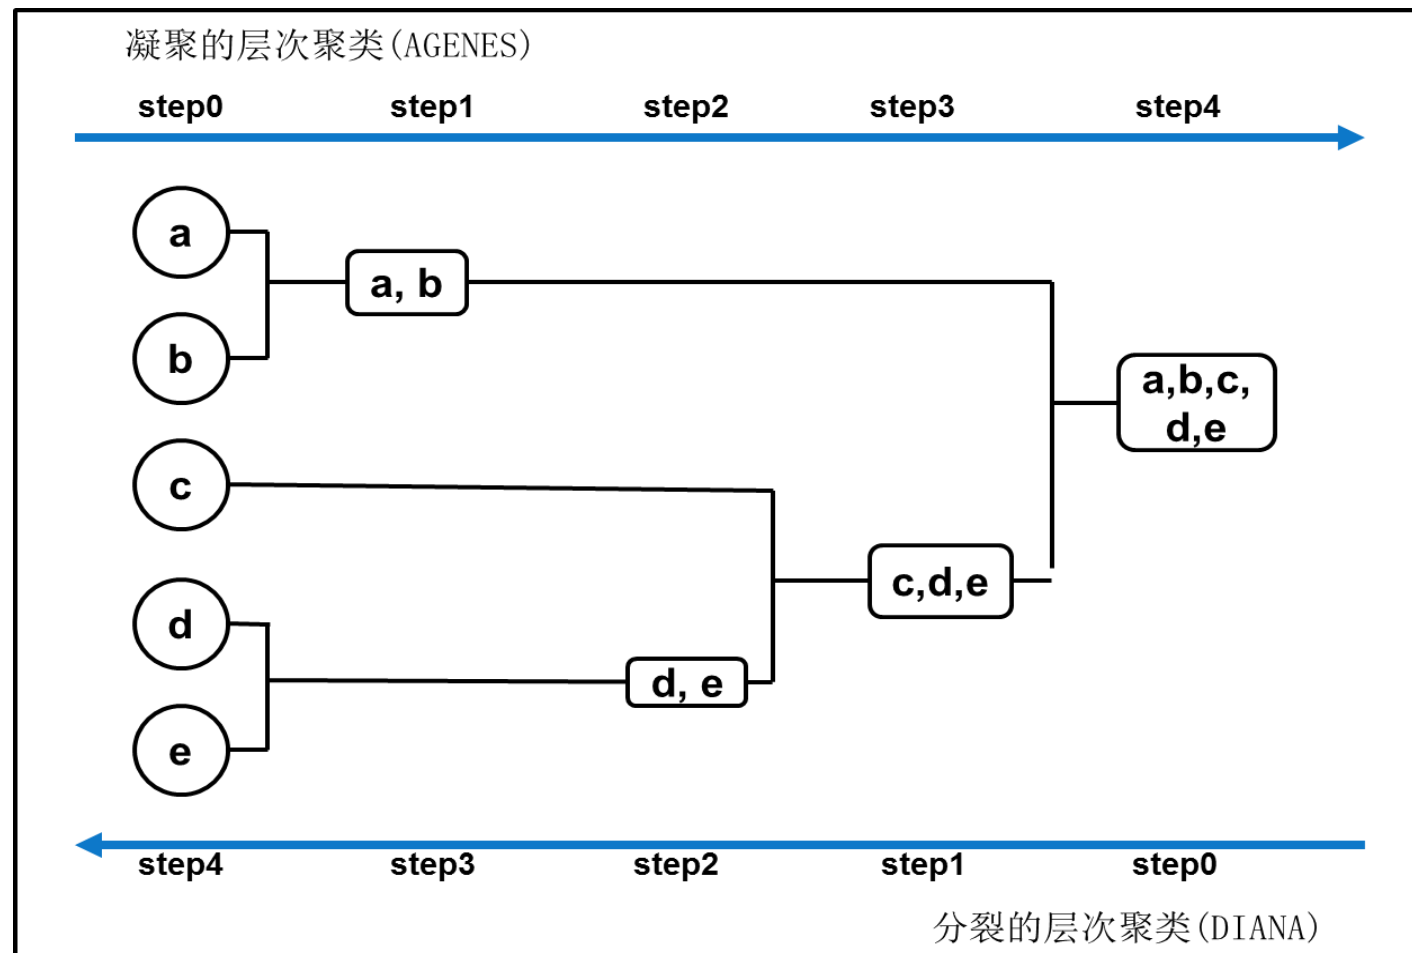 凝聚的层次聚类(AGENES)
step0 step1 step2 step3 step4
a
a, b
b
a,b,c,
d,e
c
c,d,e
d
d, e
e
step4 step3 step2 step1 step0
分裂的层次聚类(DIANA)